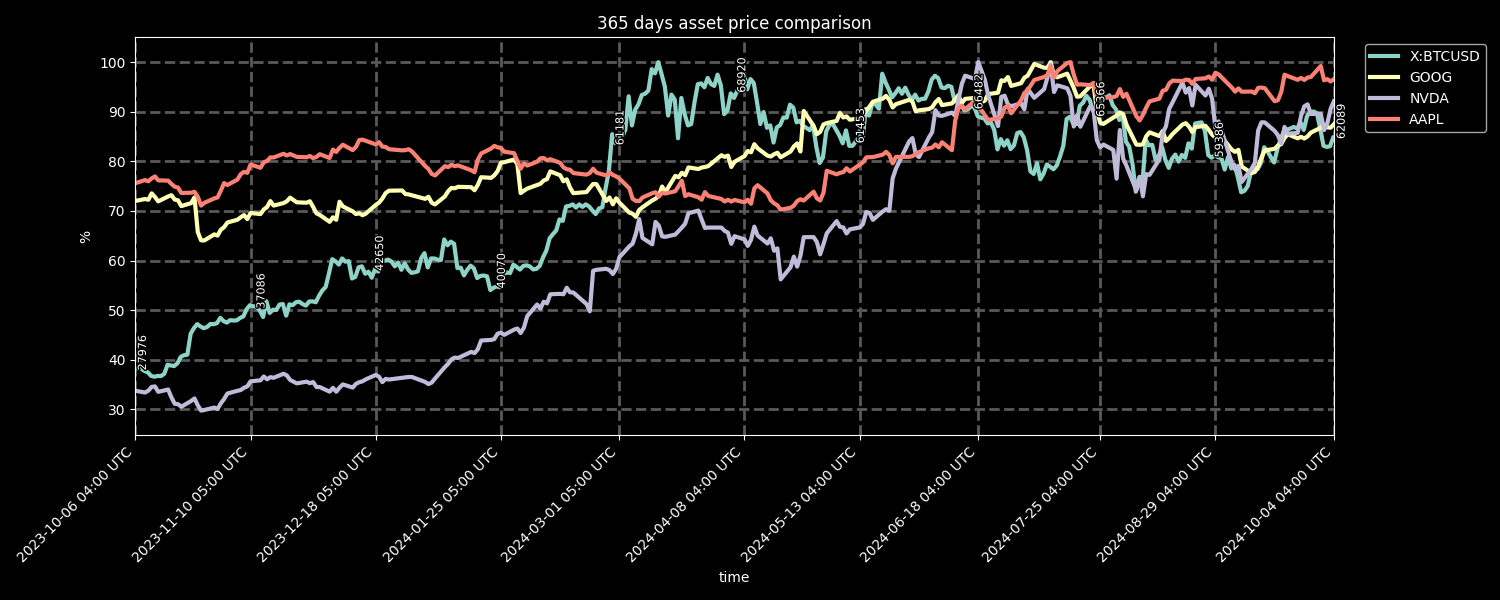 365 days asset price comparison
X:BTCUSD
GOOG
NVDA
AAPL
100
90
80
70
60
50
40
30
%
27976
37086
42650
40070
61181
68920
61453
66482
65366
59386
62089
2023-10-06 04:00 UTC
2023-11-10 05:00 UTC
2023-12-18 05:00 UTC
2024-01-25 05:00 UTC
2024-03-01 05:00 UTC
2024-04-08 04:00 UTC
2024-05-13 04:00 UTC
2024-06-18 04:00 UTC
2024-07-25 04:00 UTC
2024-08-29 04:00 UTC
2024-10-04 04:00 UTC
time